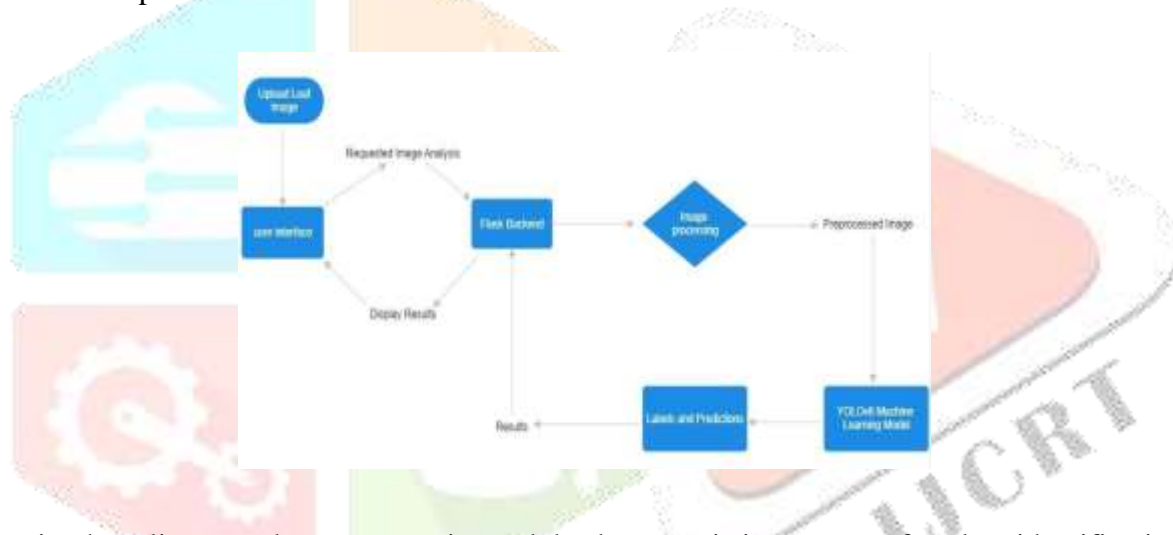 Upload Leaf
Image
Requested Image Analysis
user interface
Flask Backend
Image
processing
Preprocessed Image
Display Results
Results
Labels and Predictions
Machine
Learning Model
IJCRT